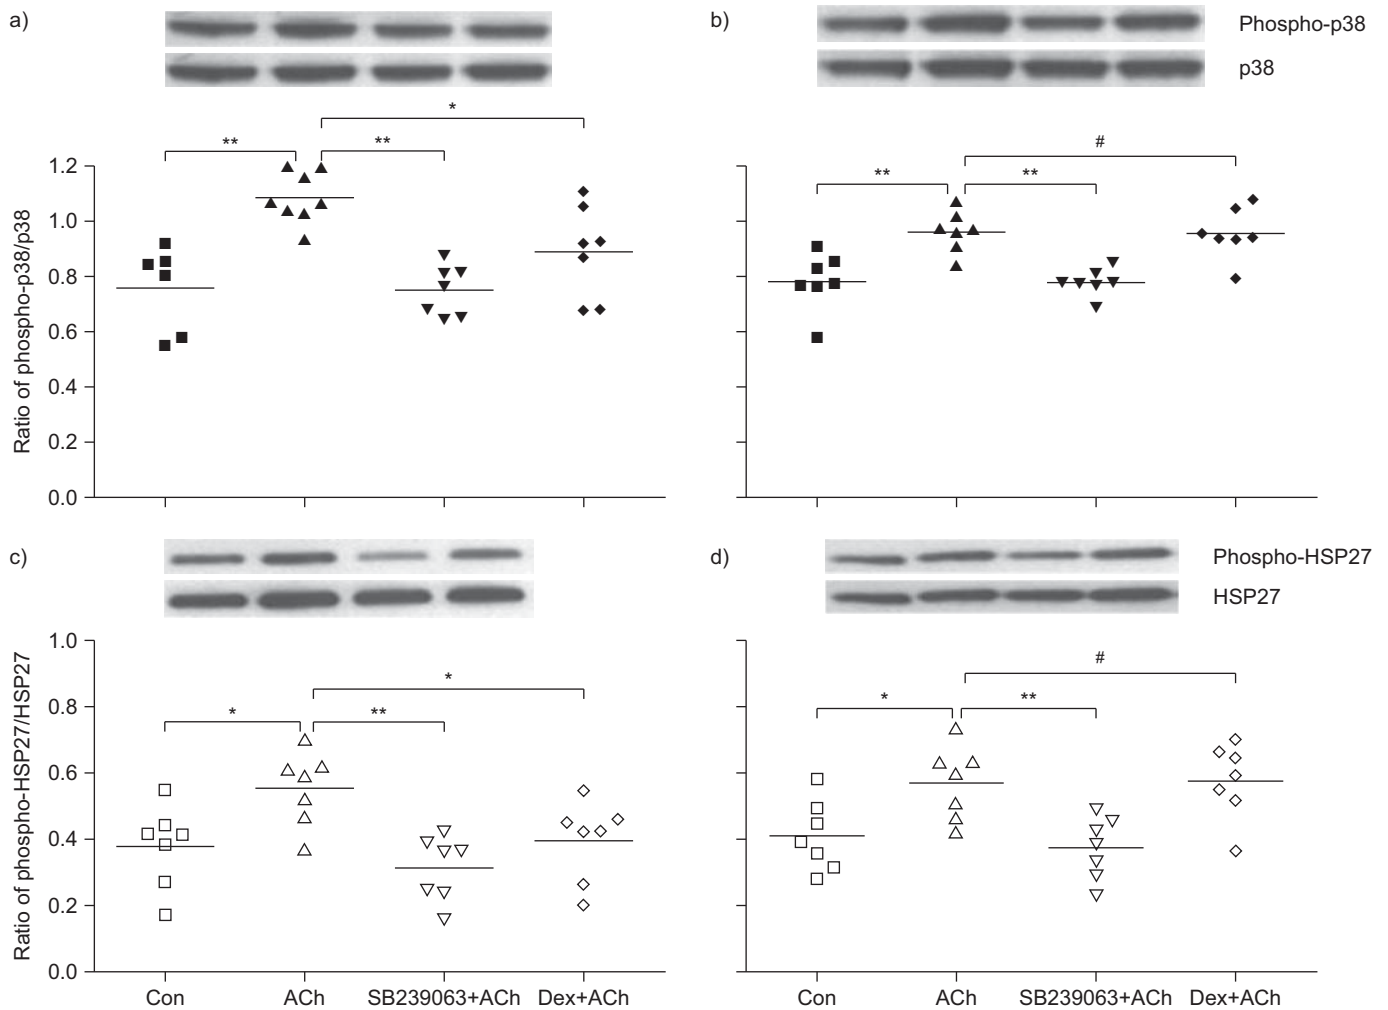 a)
b)
Phospho-p38
p38
*
**
**
#
**
**
Ratio of phospho-p38/p38
1.2
1.0
0.8
0.6
0.4
0.2
0.0
c)
d)
Phospho-HSP27
HSP27
*
*
**
#
*
**
Ratio of phospho-HSP27/HSP27
1.0
0.8
0.6
0.4
0.2
0.0
Con ACh SB239063+ACh Dex+ACh
Con ACh SB239063+ACh Dex+ACh